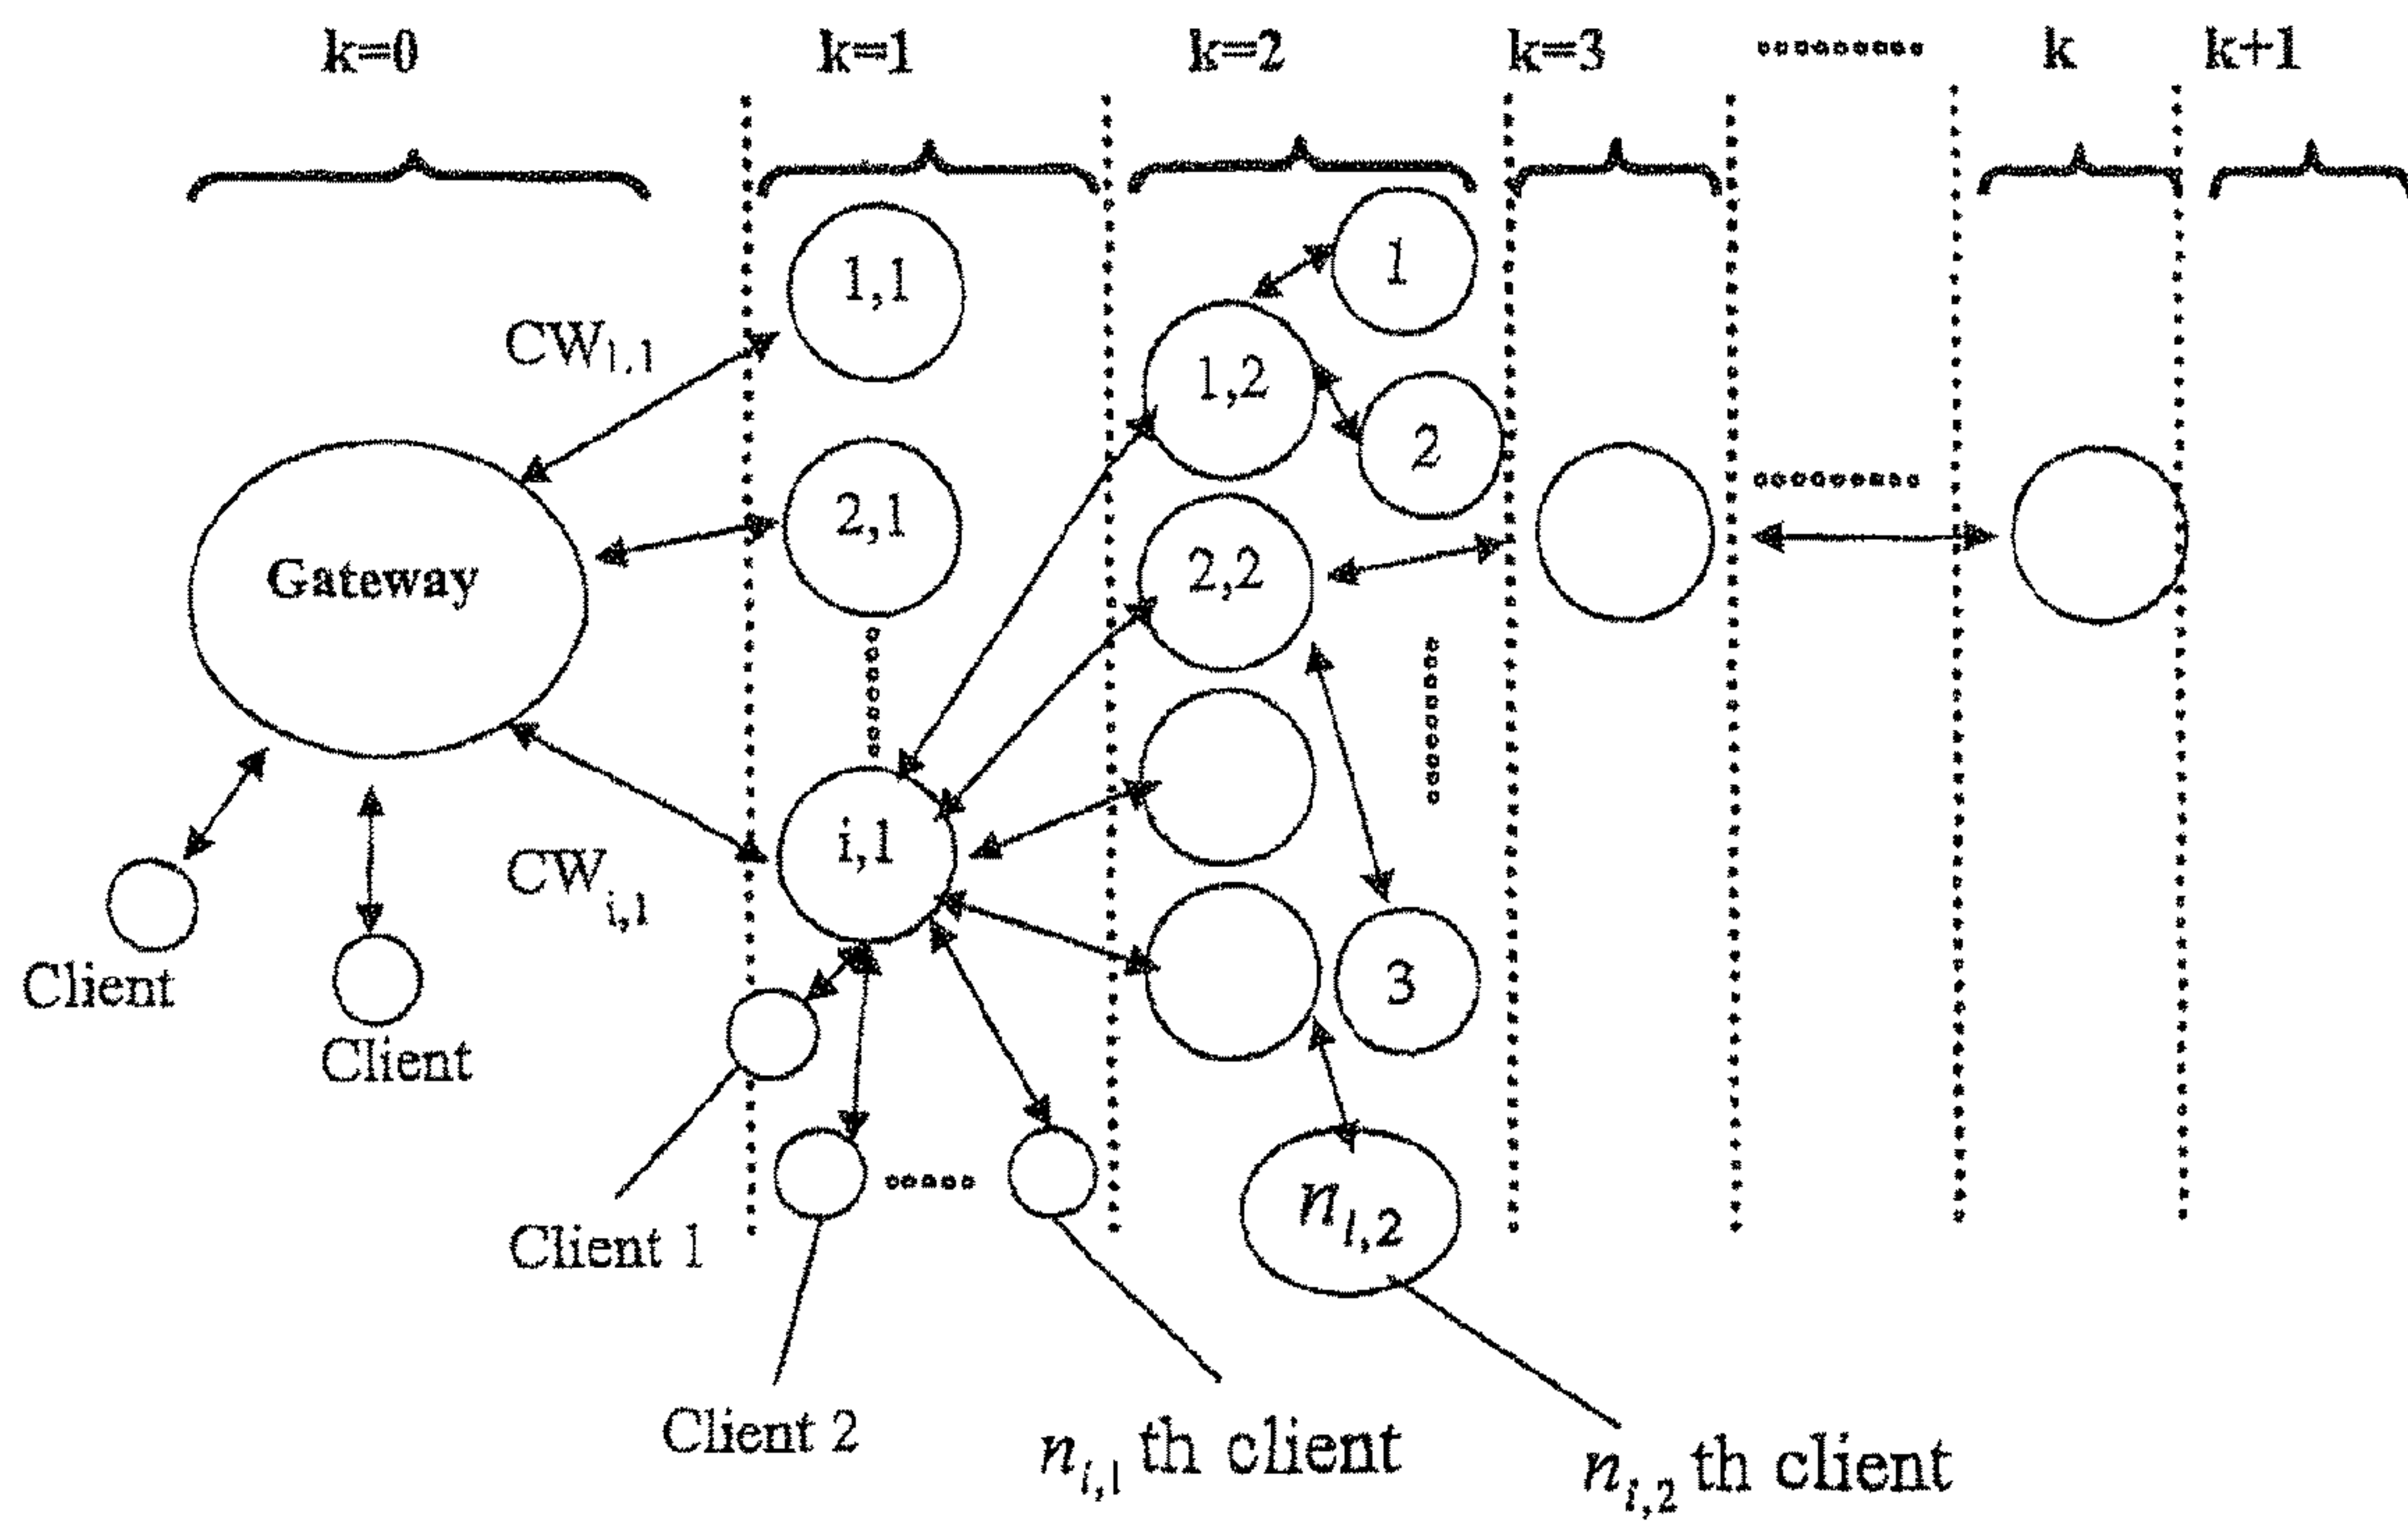 k=0 k=1 k=2 k=3 ......... k k+1
1,1
1
CW1,1
1,2
2
2,1
2,2
Gateway
i,1
CWi,1
3
Client
Client
ni,2
Client 1
Client 2
ni,1 th client
ni,2 th client